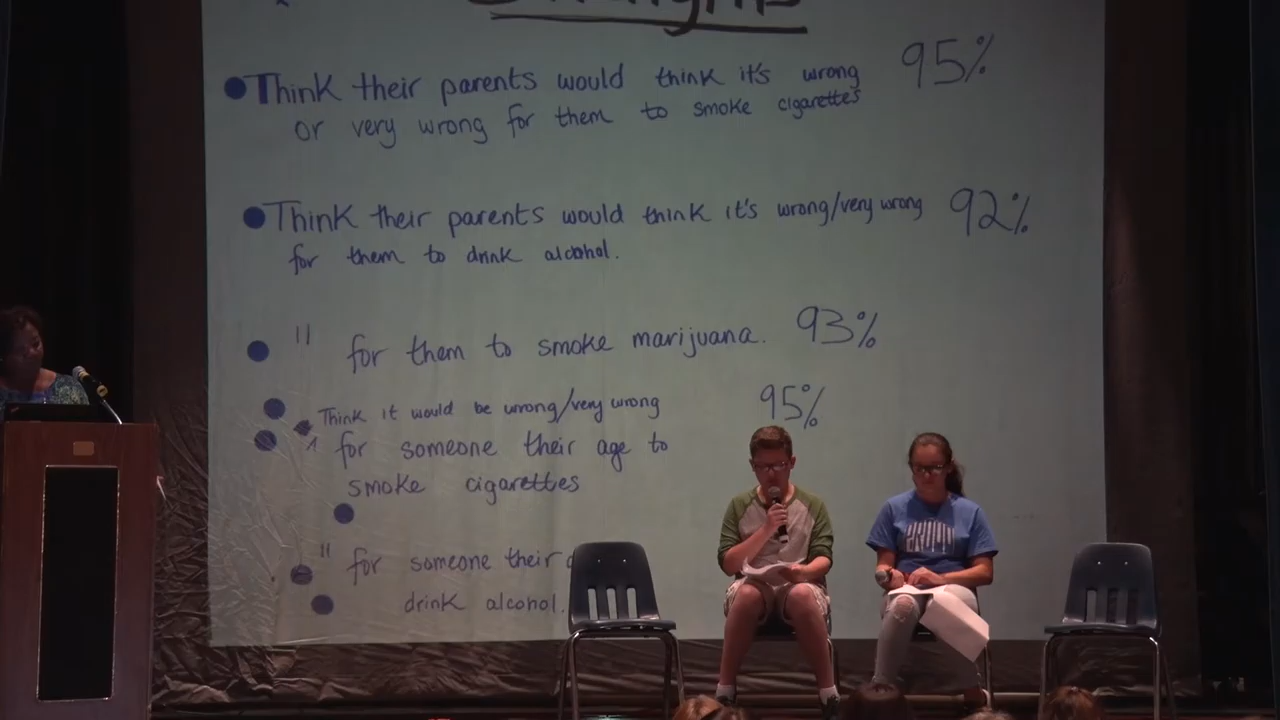 Think their parents would think it's wrong 95%
or very wrong for them to smoke cigarettes
Think their parents would think it's wrong/very wrong 92%
for them to drink alcohol.
" for them to smoke marijuana. 93%
Think it would be wrong/very wrong 95%
for someone their age to
smoke cigarettes
" for someone their
drink alcohol.